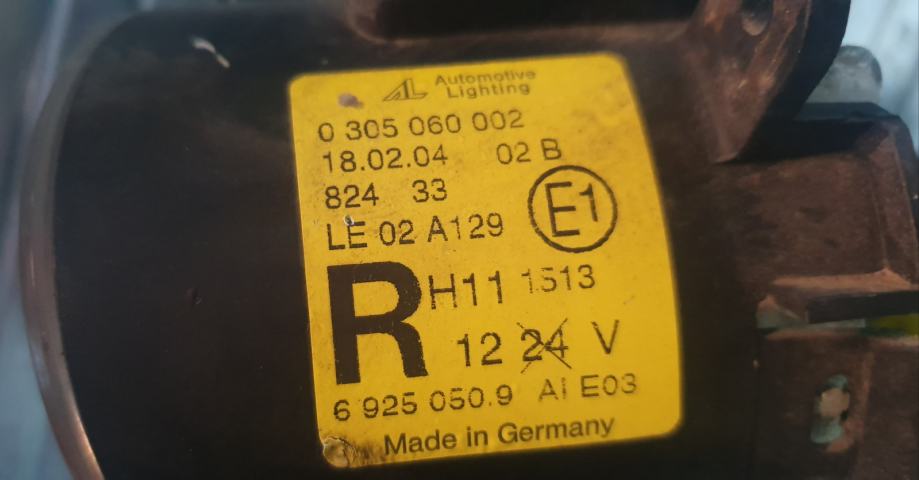 AL Automotive
Lighting
0 305 060 002
18.02.04 02 B
824 33
E1
LE 02 A129
R H11 1513
12 24 V
6 925 050.9 AI E03
Made in Germany